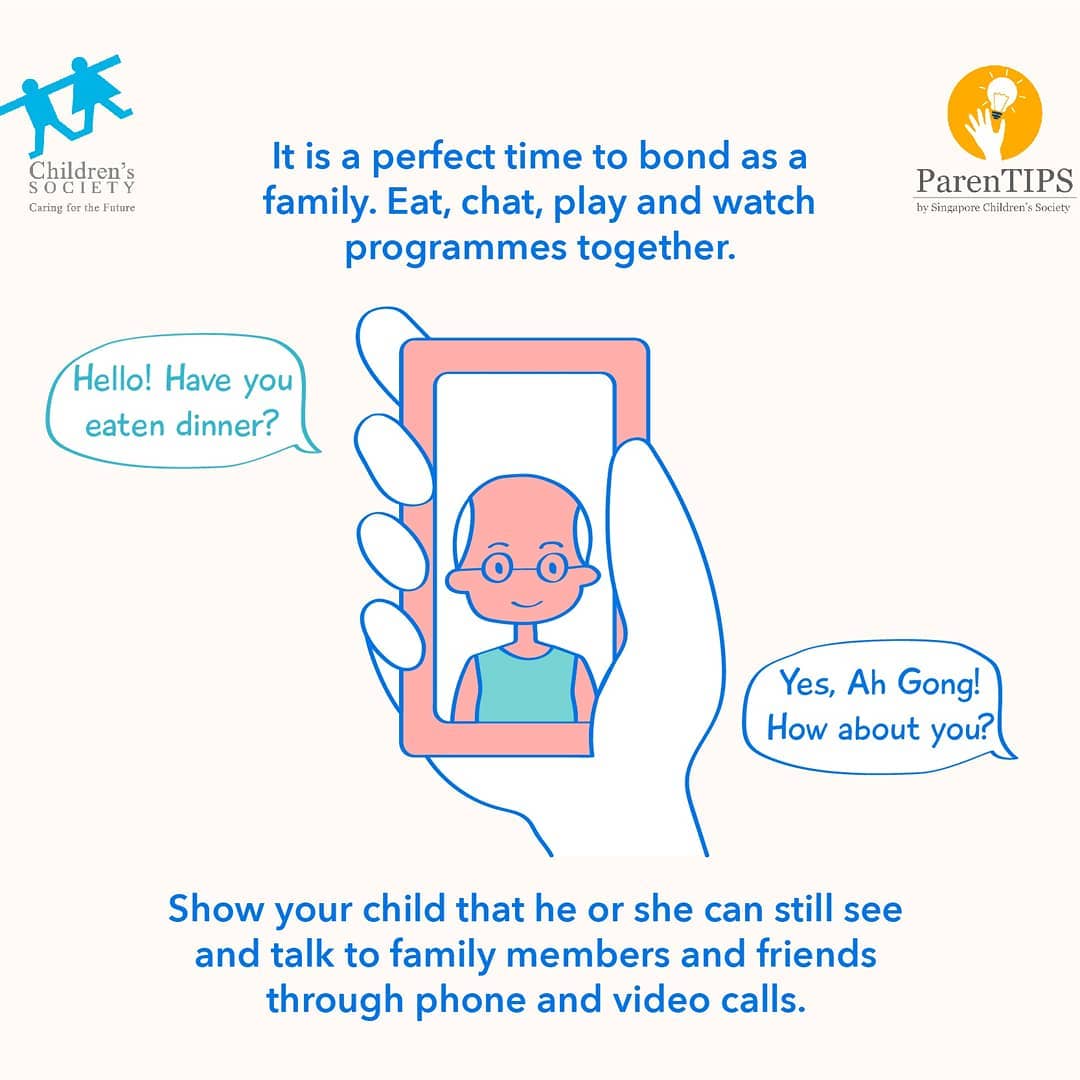 Children's
SOCIETY
Caring for the Future
ParenTIPS
by Singapore Children's Society
It is a perfect time to bond as a
family. Eat, chat, play and watch
programmes together.
Hello! Have you
eaten dinner?
Yes, Ah Gong!
How about you?
Show your child that he or she can still see
and talk to family members and friends
through phone and video calls.